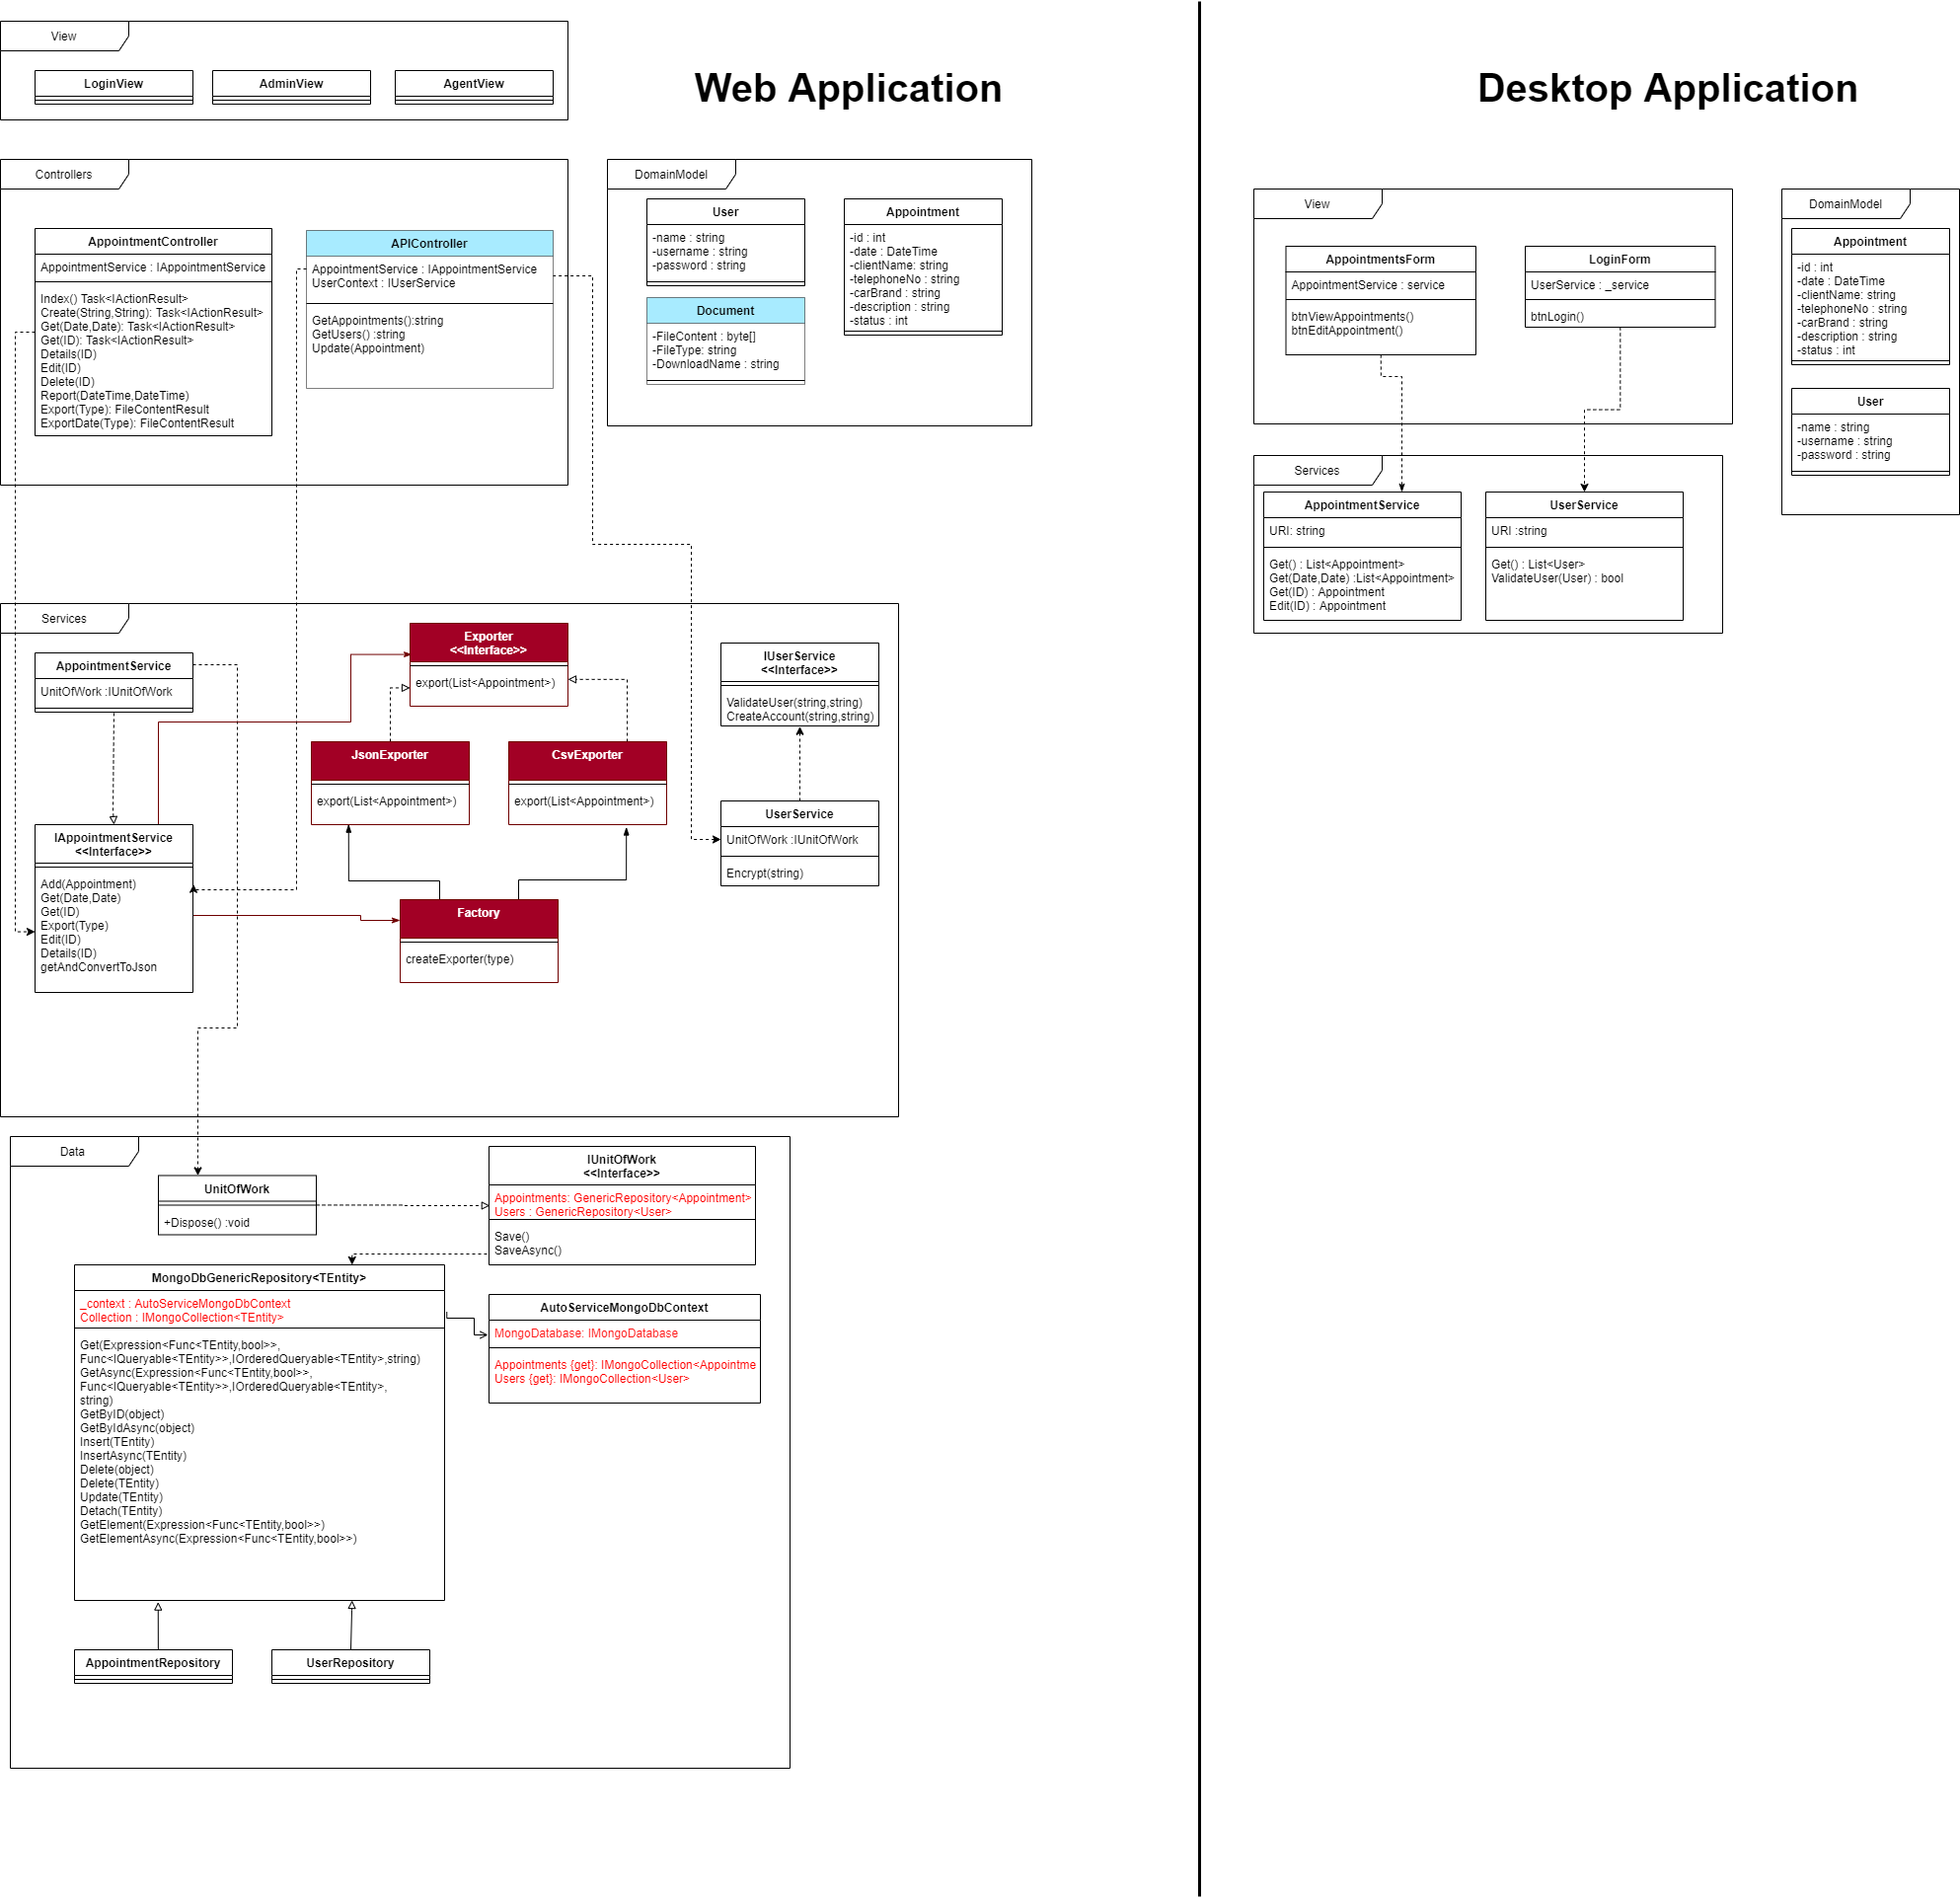 Web Application
View
LoginView
AdminView
AgentView
Controllers
AppointmentController
AppointmentService : IAppointmentService
Index() Task<IActionResult>
Create(String,String): Task<IActionResult>
Get(Date,Date): Task<IActionResult>
Get(ID): Task<IActionResult>
Details(ID)
Edit(ID)
Delete(ID)
Report(DateTime,DateTime)
Export(Type): FileContentResult
ExportDate(Type): FileContentResult
APIController
AppointmentService : IAppointmentService
UserContext : IUserService
GetAppointments():string
GetUsers() :string
Update(Appointment)
DomainModel
User
-name : string
-username : string
-password : string
Document
-FileContent : byte[]
-FileType: string
-DownloadName : string
Appointment
-id : int
-date : DateTime
-clientName: string
-telephoneNo : string
-carBrand : string
-description : string
-status : int
Services
AppointmentService
UnitOfWork :IUnitOfWork
IAppointmentService
<<Interface>>
Add(Appointment)
Get(Date,Date)
Get(ID)
Export(Type)
Edit(ID)
Details(ID)
getAndConvertToJson
Exporter
<<Interface>>
export(List<Appointment>)
JsonExporter
export(List<Appointment>)
CsvExporter
export(List<Appointment>)
Factory
createExporter(type)
IUserService
<<Interface>>
ValidateUser(string,string)
CreateAccount(string,string)
UserService
UnitOfWork :IUnitOfWork
Encrypt(string)
Data
UnitOfWork
+Dispose() :void
IUnitOfWork
<<Interface>>
Appointments: GenericRepository<Appointment>
Users : GenericRepository<User>
Save()
SaveAsync()
MongoDbGenericRepository<TEntity>
_context : AutoServiceMongoDbContext
Collection : IMongoCollection<TEntity>
Get(Expression<Func<TEntity,bool>>,
Func<IQueryable<TEntity>>,IOrderedQueryable<TEntity>,string)
GetAsync(Expression<Func<TEntity,bool>>,
Func<IQueryable<TEntity>>,IOrderedQueryable<TEntity>,
string)
GetByID(object)
GetByIdAsync(object)
Insert(TEntity)
InsertAsync(TEntity)
Delete(object)
Delete(TEntity)
Update(TEntity)
Detach(TEntity)
GetElement(Expression<Func<TEntity,bool>>)
GetElementAsync(Expression<Func<TEntity,bool>>)
AutoServiceMongoDbContext
MongoDatabase: IMongoDatabase
Appointments {get}: IMongoCollection<Appointme
Users {get}: IMongoCollection<User>
AppointmentRepository
UserRepository
Desktop Application
View
AppointmentsForm
AppointmentService : service
btnViewAppointments()
btnEditAppointment()
LoginForm
UserService : _service
btnLogin()
Services
AppointmentService
URI: string
Get() : List<Appointment>
Get(Date,Date) :List<Appointment>
Get(ID) : Appointment
Edit(ID) : Appointment
UserService
URI :string
Get() : List<User>
ValidateUser(User) : bool
DomainModel
Appointment
-id : int
-date : DateTime
-clientName: string
-telephoneNo : string
-carBrand : string
-description : string
-status : int
User
-name : string
-username : string
-password : string